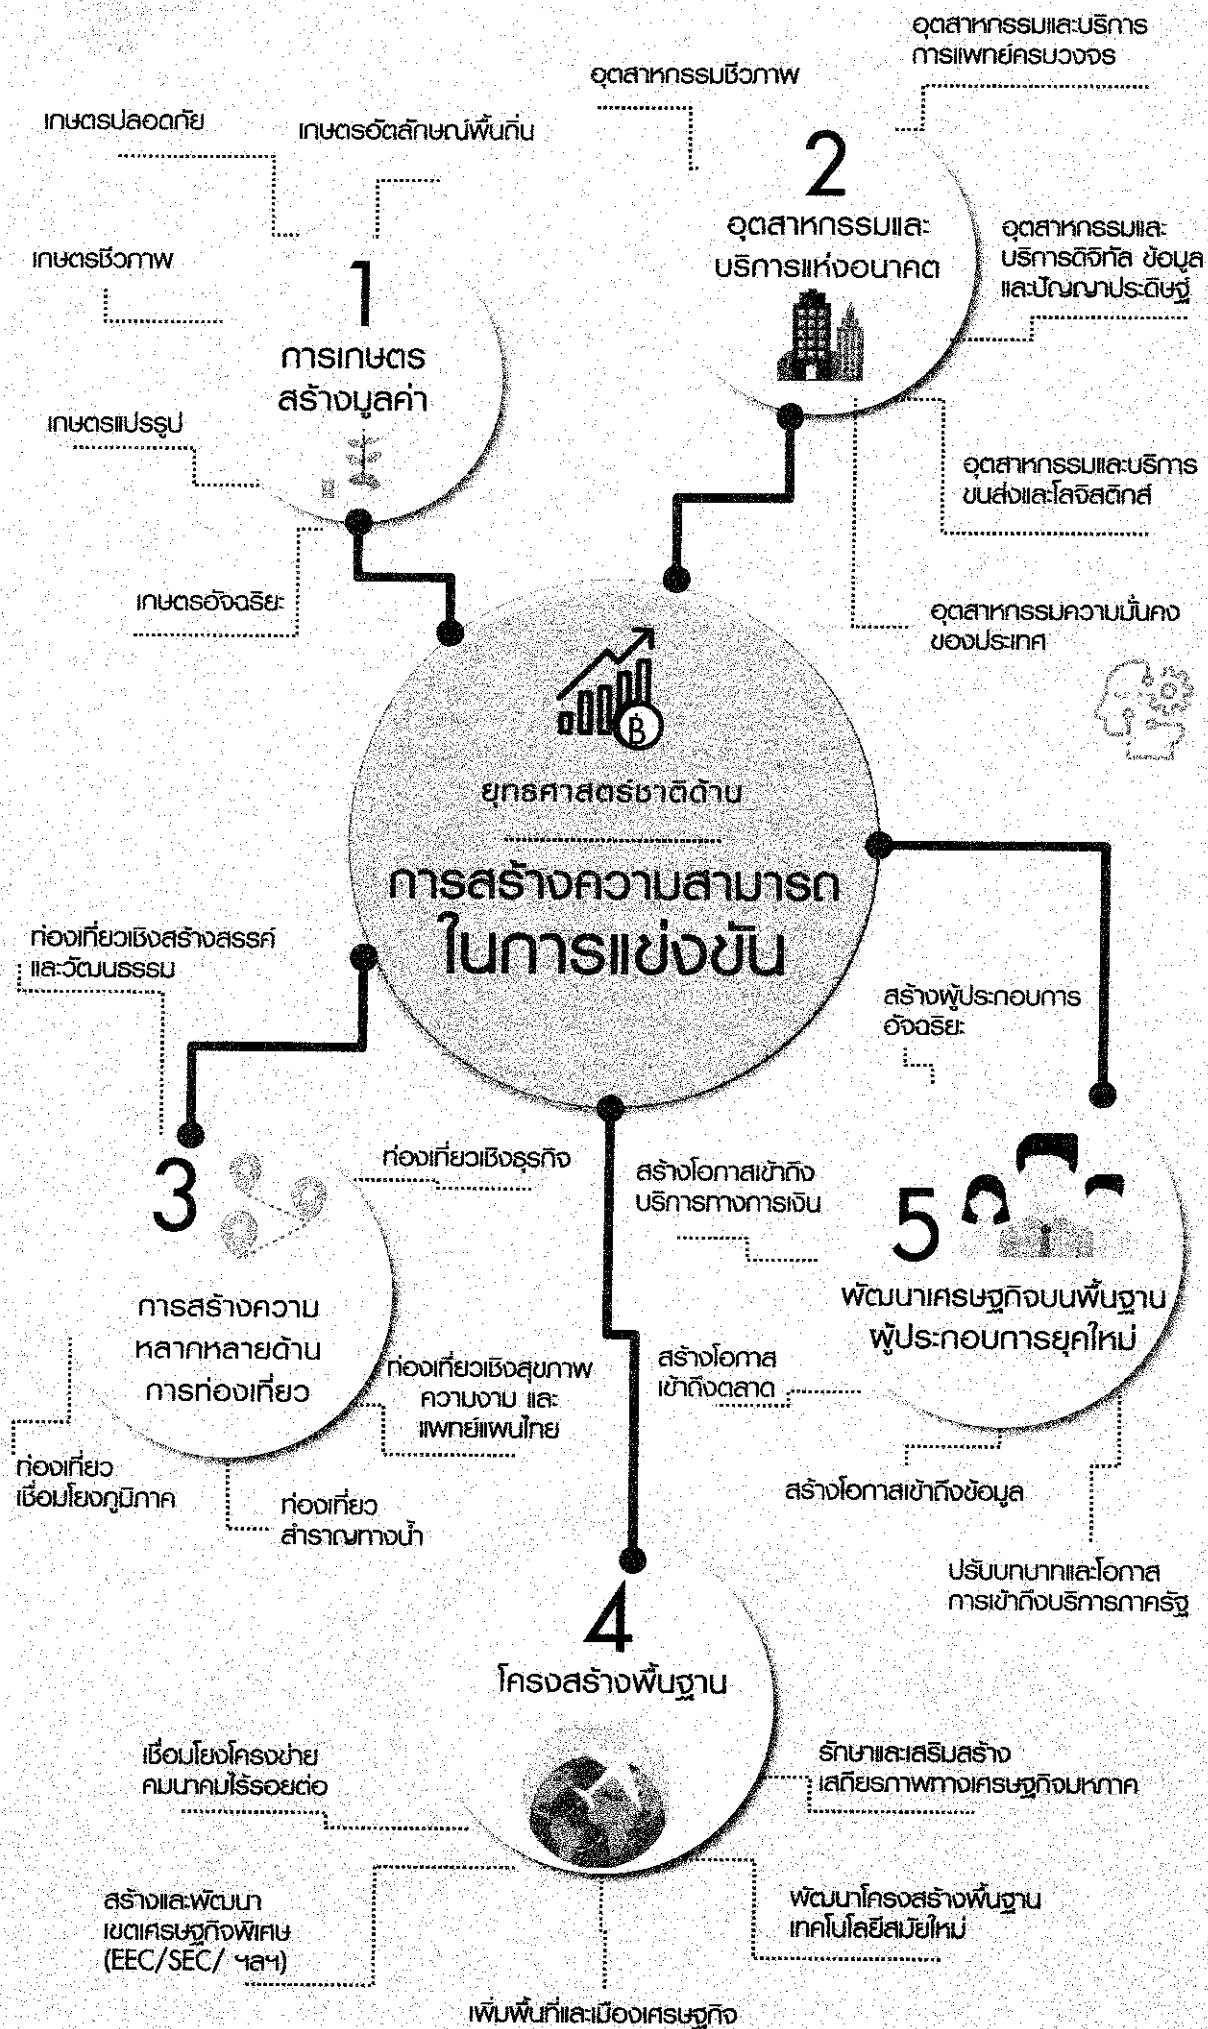 อุตสาหกรรมและบริการ
การแพทย์ครบวงจร
อุตสาหกรรมชีวภาพ
เกษตรปลอดภัย
เกษตรอัตลักษณ์พื้นถิ่น
2
อุตสาหกรรมและ
บริการแห่งอนาคต
อุตสาหกรรมและ
บริการดิจิทัล ข้อมูล
และปัญญาประดิษฐ์
เกษตรชีวภาพ
1
การเกษตร
สร้างมูลค่า
เกษตรแปรรูป
อุตสาหกรรมและบริการ
ขนส่งและโลจิสติกส์
เกษตรอัจฉริยะ
อุตสาหกรรมความมั่นคง
ของประเทศ
฿
ยุทธศาสตร์ชาติด้าน
การสร้างความสามารถ
ในการแข่งขัน
ท่องเที่ยวเชิงสร้างสรรค์
และวัฒนธรรม
สร้างผู้ประกอบการ
อัจฉริยะ
3
ท่องเที่ยวเชิงธุรกิจ
การสร้างความ
หลากหลายด้าน
การท่องเที่ยว
ท่องเที่ยวเชิงสุขภาพ
ความงาม และ
แพทย์แผนไทย
ท่องเที่ยว
เชื่อมโยงภูมิภาค
ท่องเที่ยว
สำราญทางน้ำ
สร้างโอกาสเข้าถึง
บริการทางการเงิน
5
พัฒนาเศรษฐกิจบนพื้นฐาน
ผู้ประกอบการยุคใหม่
สร้างโอกาส
เข้าถึงตลาด
สร้างโอกาสเข้าถึงข้อมูล
ปรับบทบาทและโอกาส
การเข้าถึงบริการภาครัฐ
4
โครงสร้างพื้นฐาน
เชื่อมโยงโครงข่าย
คมนาคมไร้รอยต่อ
รักษาและเสริมสร้าง
เสถียรภาพทางเศรษฐกิจมหภาค
สร้างและพัฒนา
เขตเศรษฐกิจพิเศษ
(EEC/SEC/ ฯลฯ)
พัฒนาโครงสร้างพื้นฐาน
เทคโนโลยีสมัยใหม่
เพิ่มพื้นที่และเมืองเศรษฐกิจ